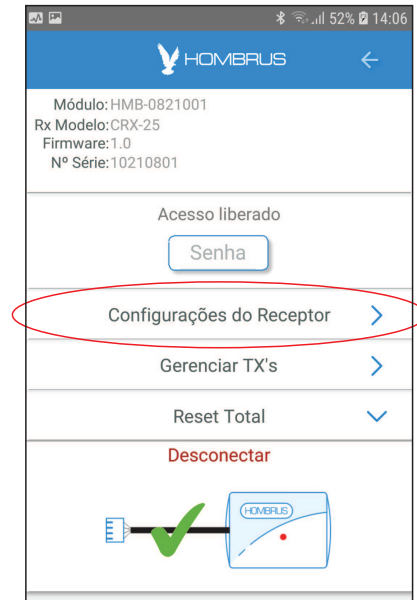 52% 14:06
HOMBRUS
Módulo: HMB-0821001
Rx Modelo: CRX-25
Firmware: 1.0
Nº Série: 10210801
Acesso liberado
Senha
Configurações do Receptor
Gerenciar TX's
Reset Total
Desconectar
HOMBRUS